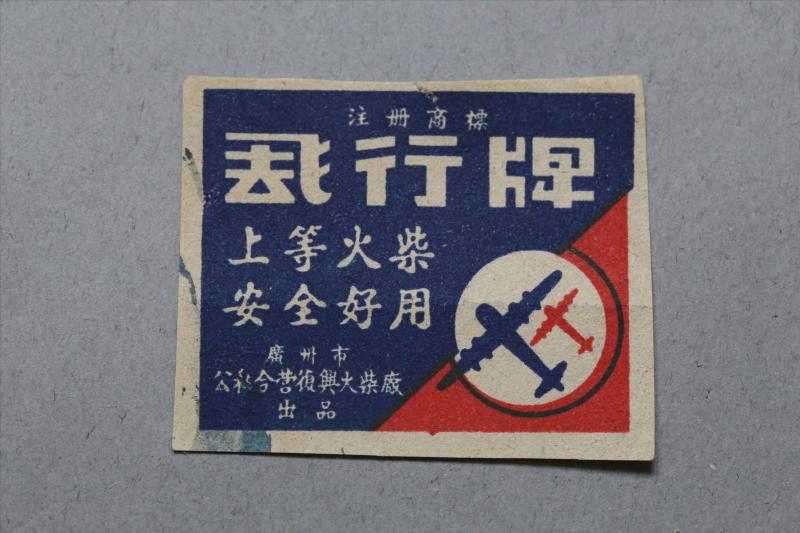 注册商標
飛行牌
上等火柴
安全好用
廣州市
公私合营復興火柴廠
出品